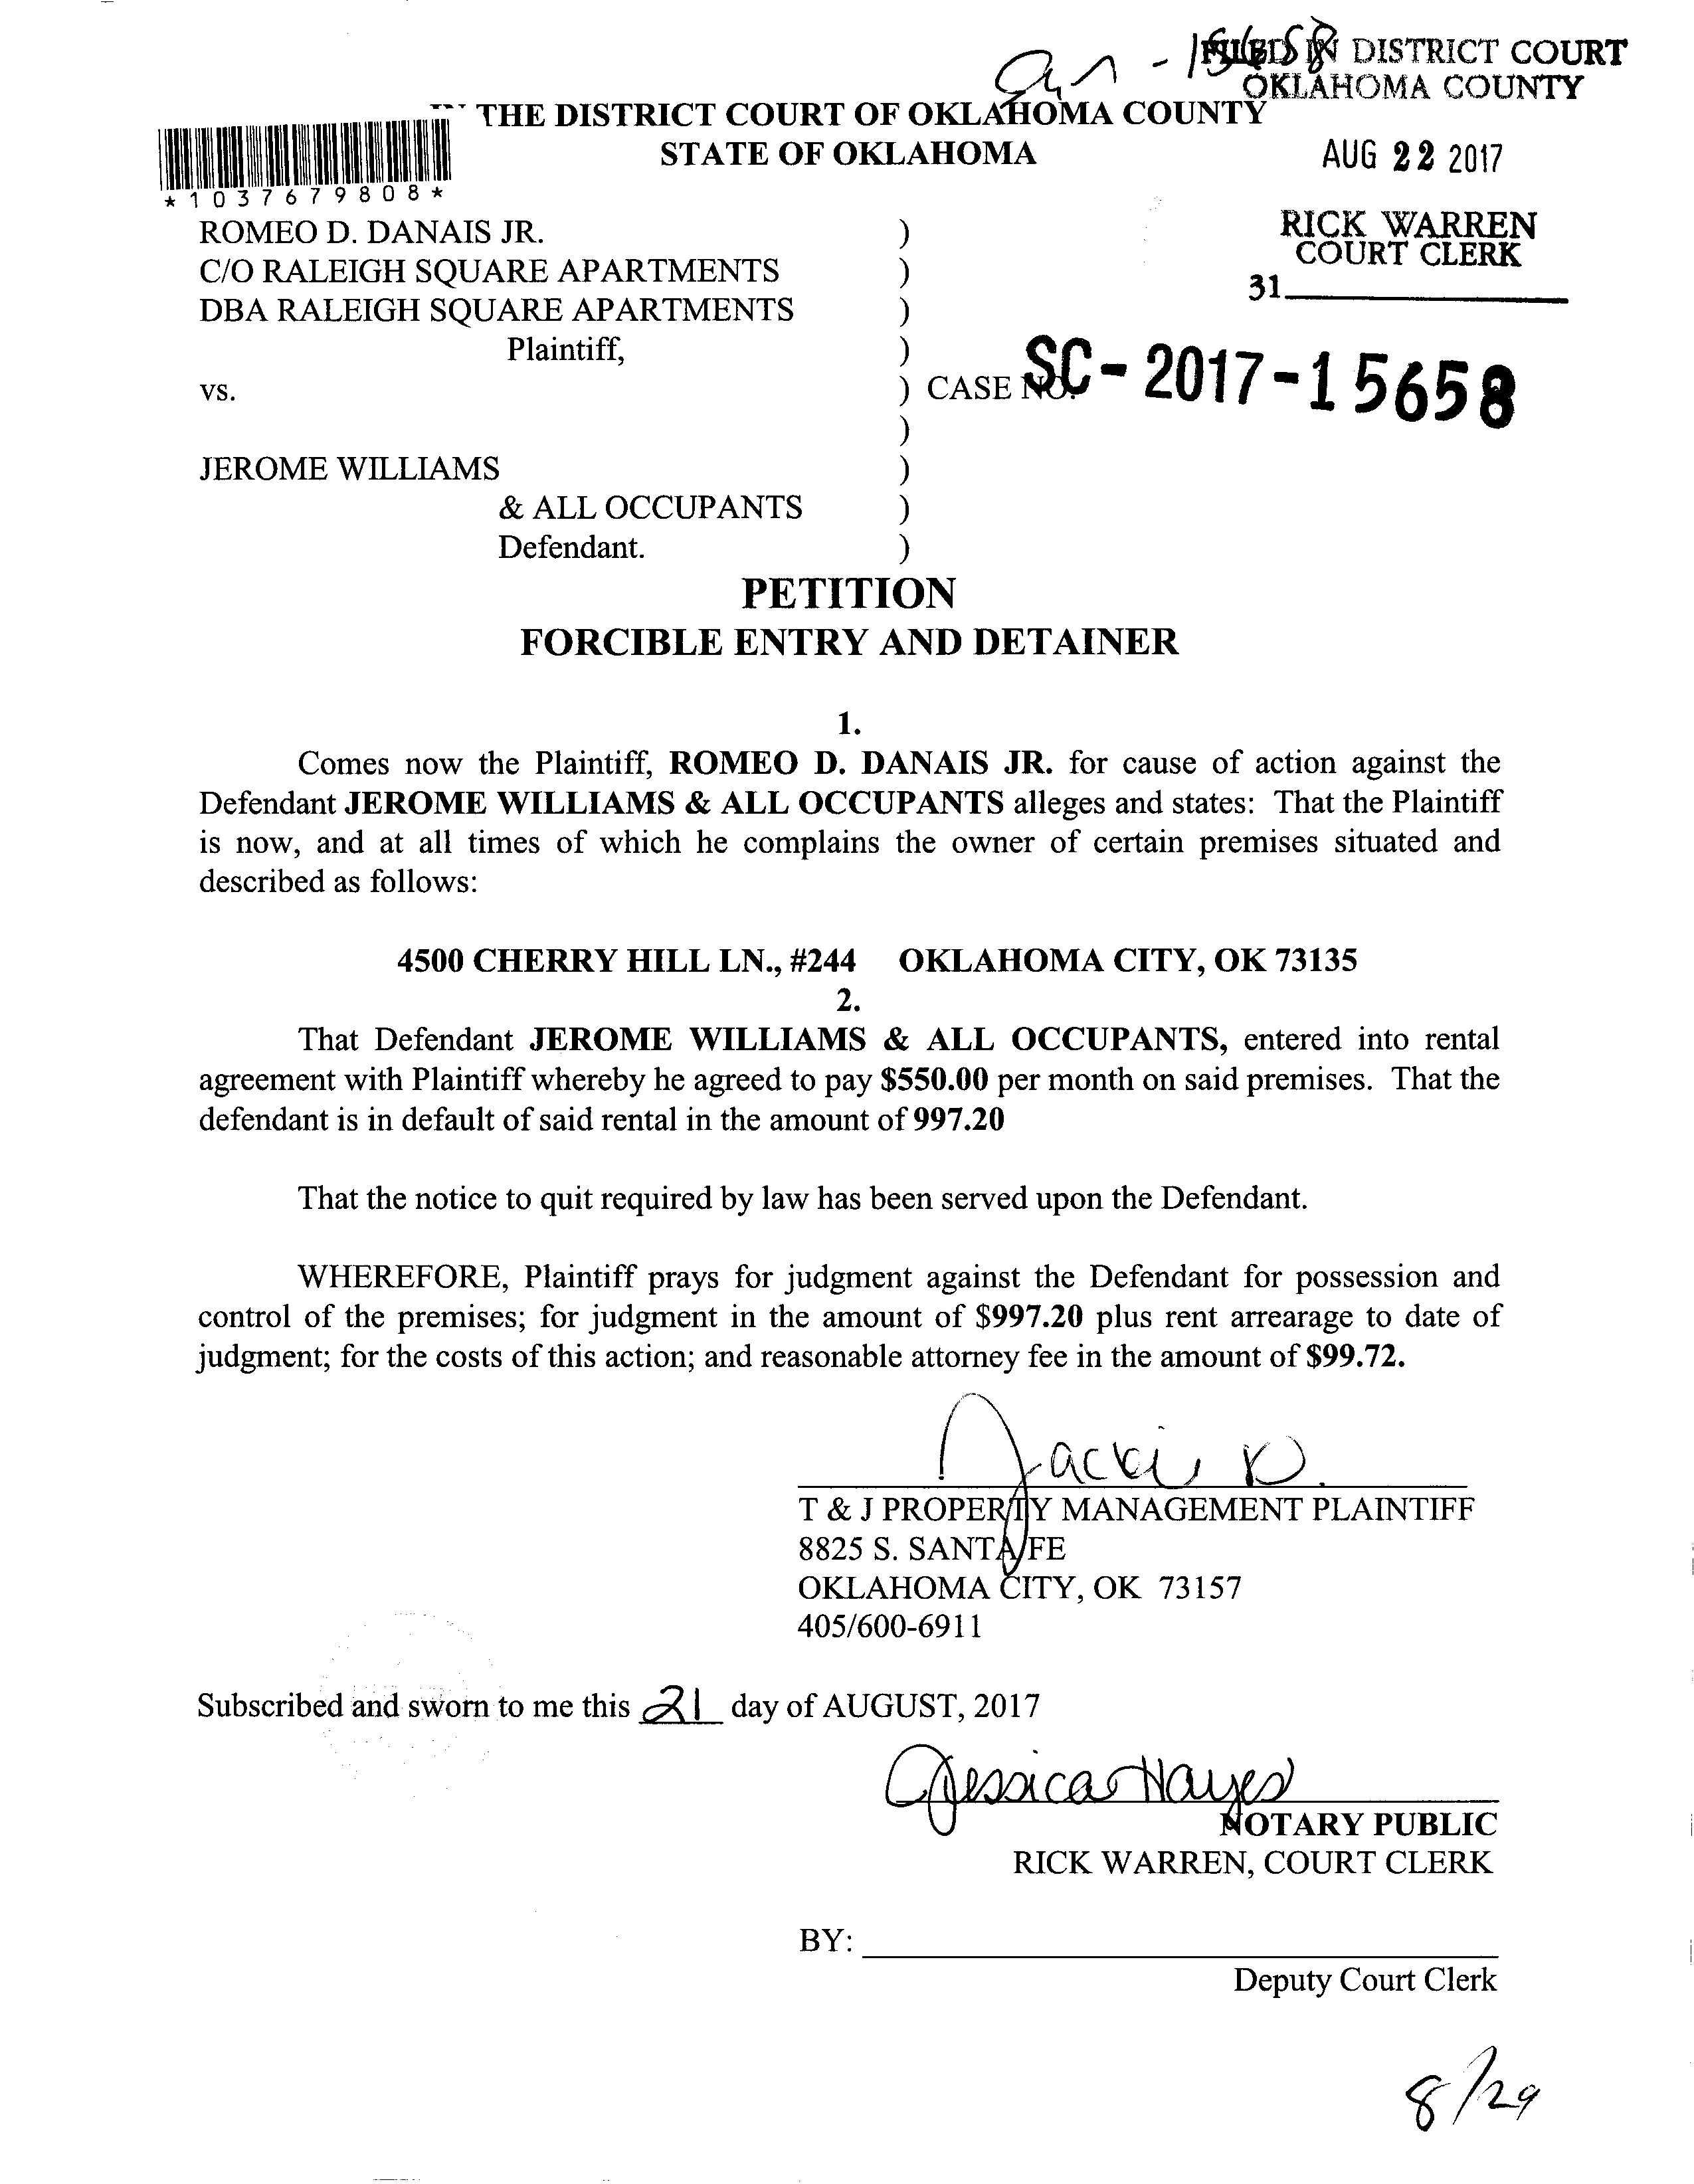 FILED IN DISTRICT COURT
OKLAHOMA COUNTY
THE DISTRICT COURT OF OKLAHOMA COUNTY
STATE OF OKLAHOMA
AUG 22 2017
*1037679808*
RICK WARREN
COURT CLERK
31
ROMEO D. DANAIS JR. )
C/O RALEIGH SQUARE APARTMENTS )
DBA RALEIGH SQUARE APARTMENTS )
Plaintiff, )
vs. ) CASE NO. SC-2017-15658
)
JEROME WILLIAMS )
& ALL OCCUPANTS )
Defendant. )
PETITION
FORCIBLE ENTRY AND DETAINER
1.
Comes now the Plaintiff, ROMEO D. DANAIS JR. for cause of action against the
Defendant JEROME WILLIAMS & ALL OCCUPANTS alleges and states: That the Plaintiff
is now, and at all times of which he complains the owner of certain premises situated and
described as follows:
4500 CHERRY HILL LN., #244 OKLAHOMA CITY, OK 73135
2.
That Defendant JEROME WILLIAMS & ALL OCCUPANTS, entered into rental
agreement with Plaintiff whereby he agreed to pay $550.00 per month on said premises. That the
defendant is in default of said rental in the amount of 997.20
That the notice to quit required by law has been served upon the Defendant.
WHEREFORE, Plaintiff prays for judgment against the Defendant for possession and
control of the premises; for judgment in the amount of $997.20 plus rent arrearage to date of
judgment; for the costs of this action; and reasonable attorney fee in the amount of $99.72.
Jackie D.
T & J PROPERTY MANAGEMENT PLAINTIFF
8825 S. SANTA FE
OKLAHOMA CITY, OK 73157
405/600-6911
Subscribed and sworn to me this 21 day of AUGUST, 2017
Jessica Hayes
NOTARY PUBLIC
RICK WARREN, COURT CLERK
BY:
Deputy Court Clerk
8/29